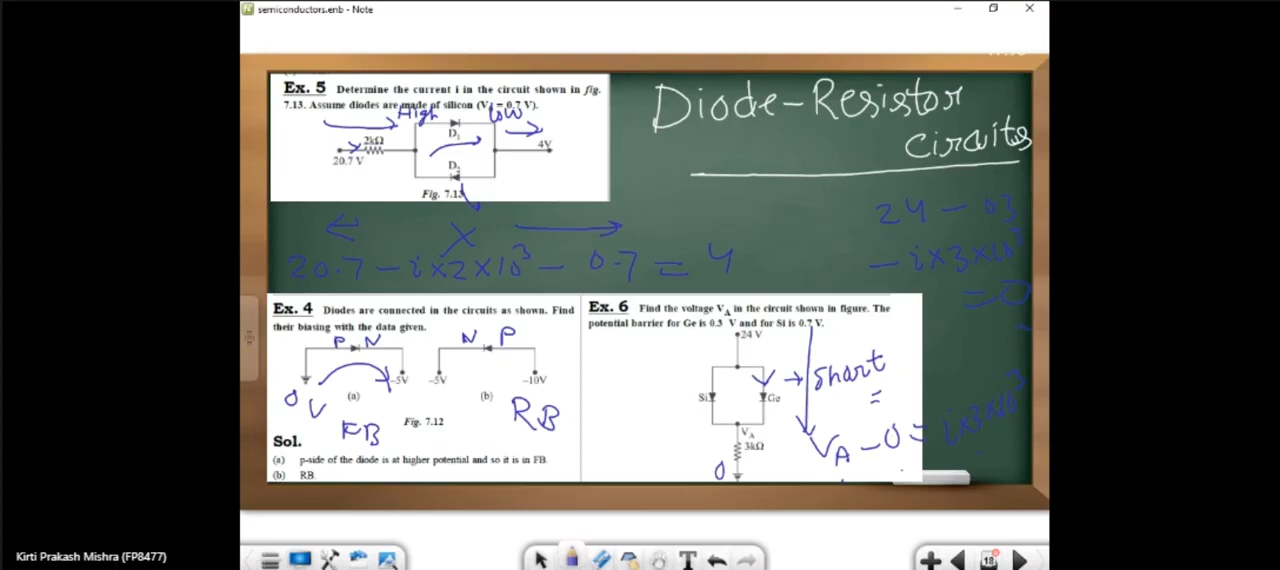 semiconductors.enb - Note
Ex. 5 Determine the current i in the circuit shown in fig.
7.13. Assume diodes are made of silicon (V = 0.7 V).
High
Low
D₁
2kΩ
20.7 V
4V
D₂
Fig. 7.13
Diode-Resistor
Circuits
20.7 - i×2×10³ - 0.7 = 4
24 - 03
- i×3×10³
= 0
Ex. 4 Diodes are connected in the circuits as shown. Find
their biasing with the data given.
P N
N P
-5V
-5V
-10V
0 V
(a)
(b)
FB
RB
Fig. 7.12
Sol.
(a) p-side of the diode is at higher potential and so it is in FB.
(b) RB.
Ex. 6 Find the voltage V_A in the circuit shown in figure. The
potential barrier for Ge is 0.3 V and for Si is 0.7 V.
24 V
Short
=
Si
Ge
V_A
3kΩ
0
V_A - 0 = i×3×10³
Kirti Prakash Mishra (FP8477)
T
18